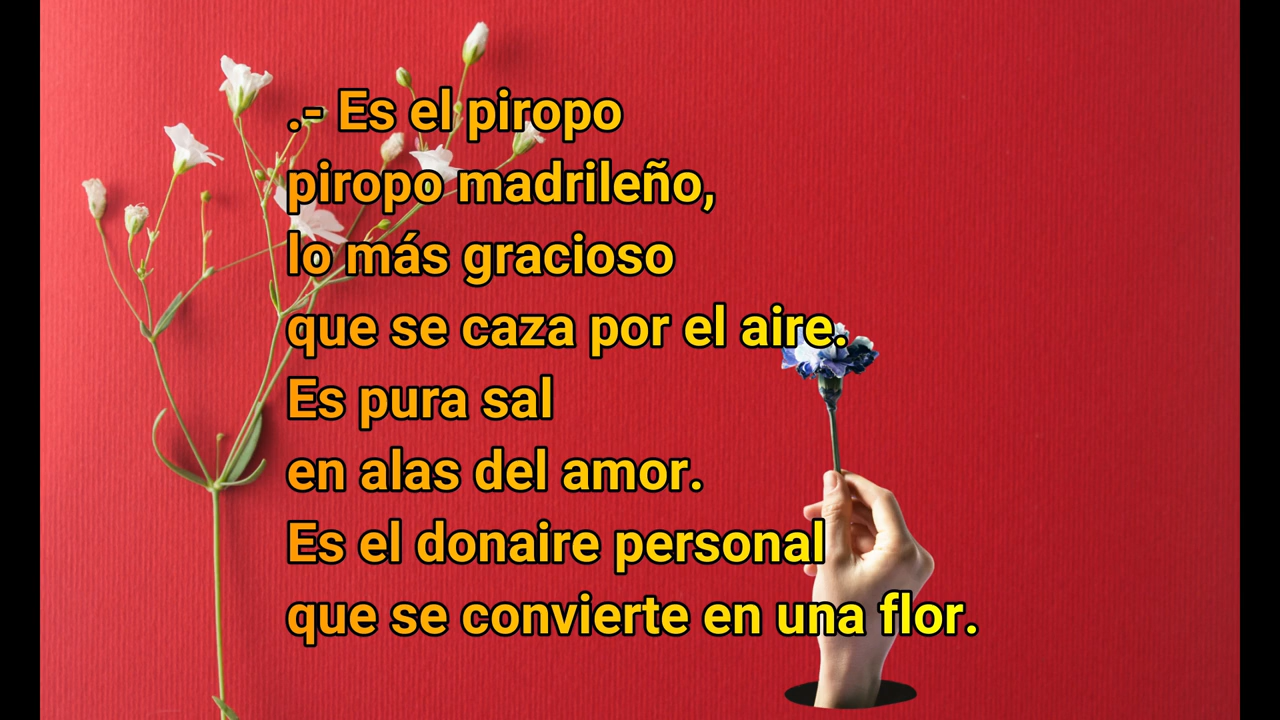 .- Es el piropo
piropo madrileño,
lo más gracioso
que se caza por el aire.
Es pura sal
en alas del amor.
Es el donaire personal
que se convierte en una flor.